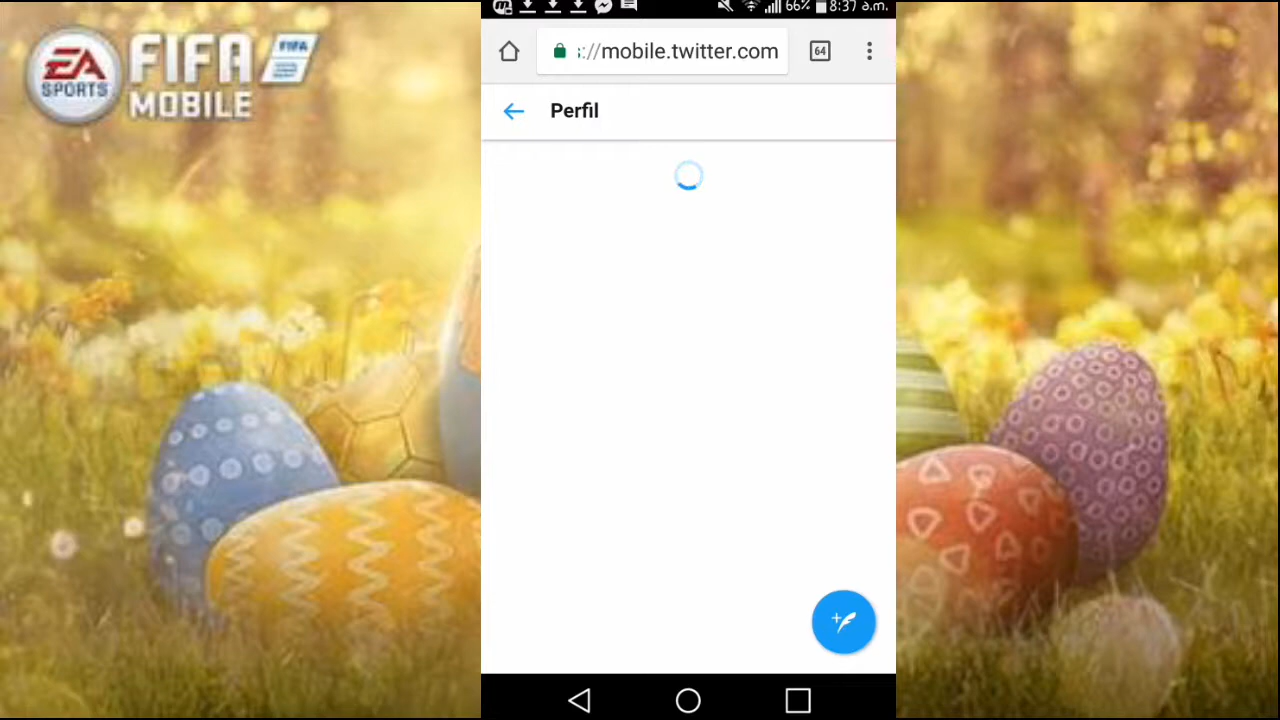 EA
SPORTS
FIFA
MOBILE
FIFA
66% 8:37 a.m.
://mobile.twitter.com
64
Perfil